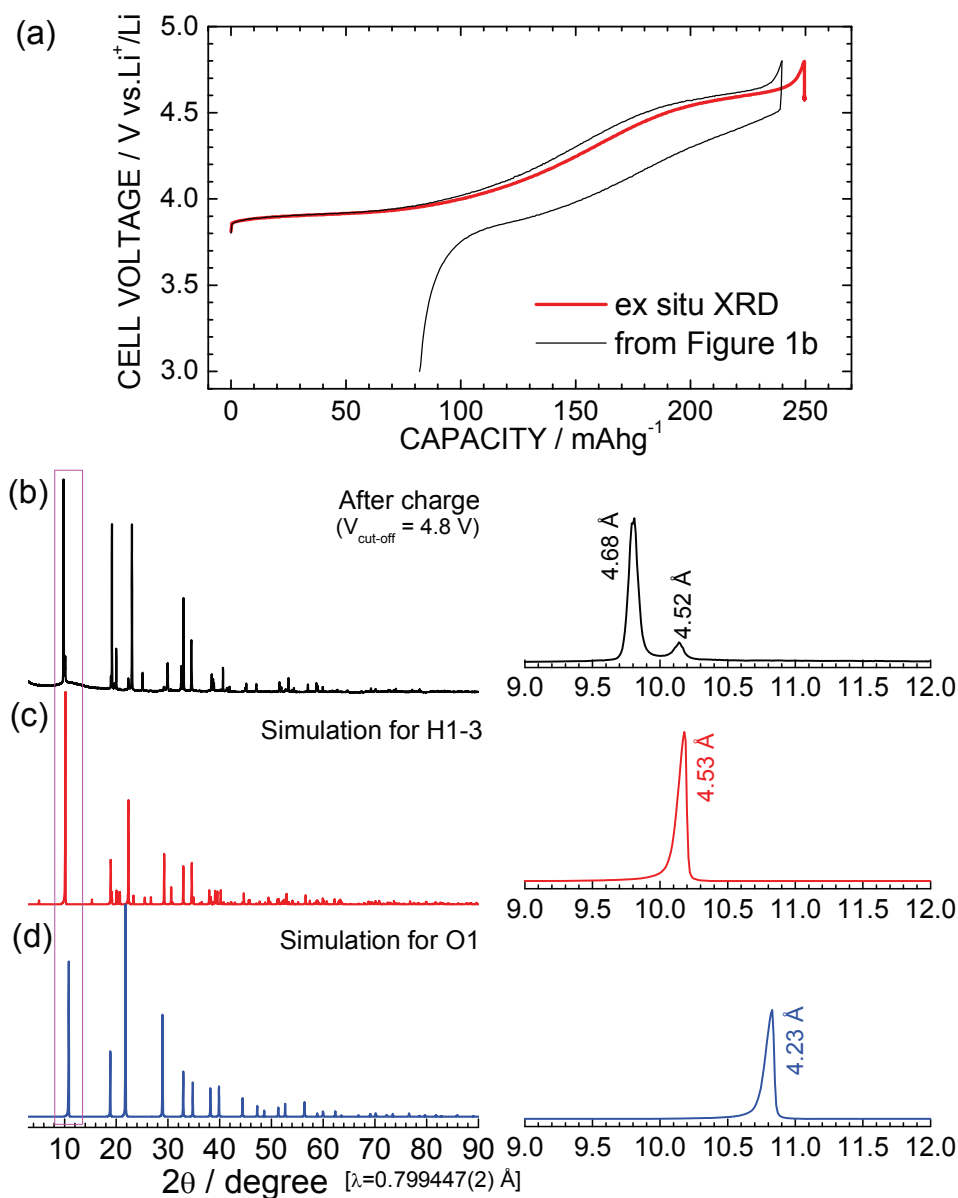 (a)
CELL VOLTAGE / V vs.Li⁺/Li
5.0
4.5
4.0
3.5
3.0
ex situ XRD
from Figure 1b
0 50 100 150 200 250
CAPACITY / mAhg⁻¹
(b)
After charge
(V_cut-off = 4.8 V)
4.68 Å
4.52 Å
9.0 9.5 10.0 10.5 11.0 11.5 12.0
(c)
Simulation for H1-3
4.53 Å
9.0 9.5 10.0 10.5 11.0 11.5 12.0
(d)
Simulation for O1
4.23 Å
10 20 30 40 50 60 70 80 90
9.0 9.5 10.0 10.5 11.0 11.5 12.0
2θ / degree [λ=0.799447(2) Å]